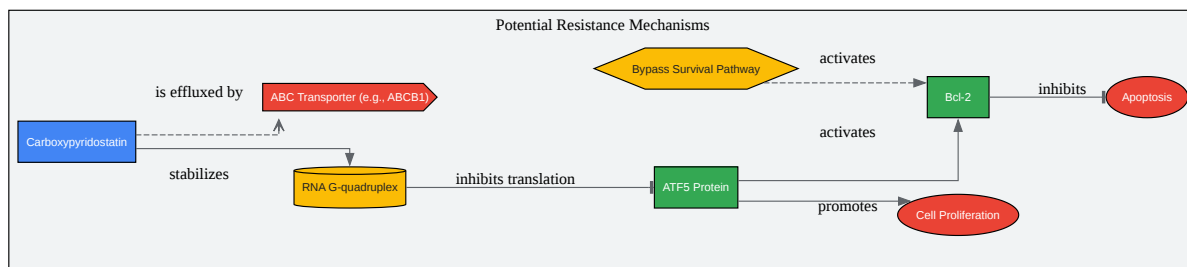 Potential Resistance Mechanisms
Bypass Survival Pathway
activates
is effluxed by
ABC Transporter (e.g., ABCB1)
Bcl-2
inhibits
Apoptosis
Carboxypyridostatin
activates
stabilizes
RNA G-quadruplex
inhibits translation
ATF5 Protein
promotes
Cell Proliferation